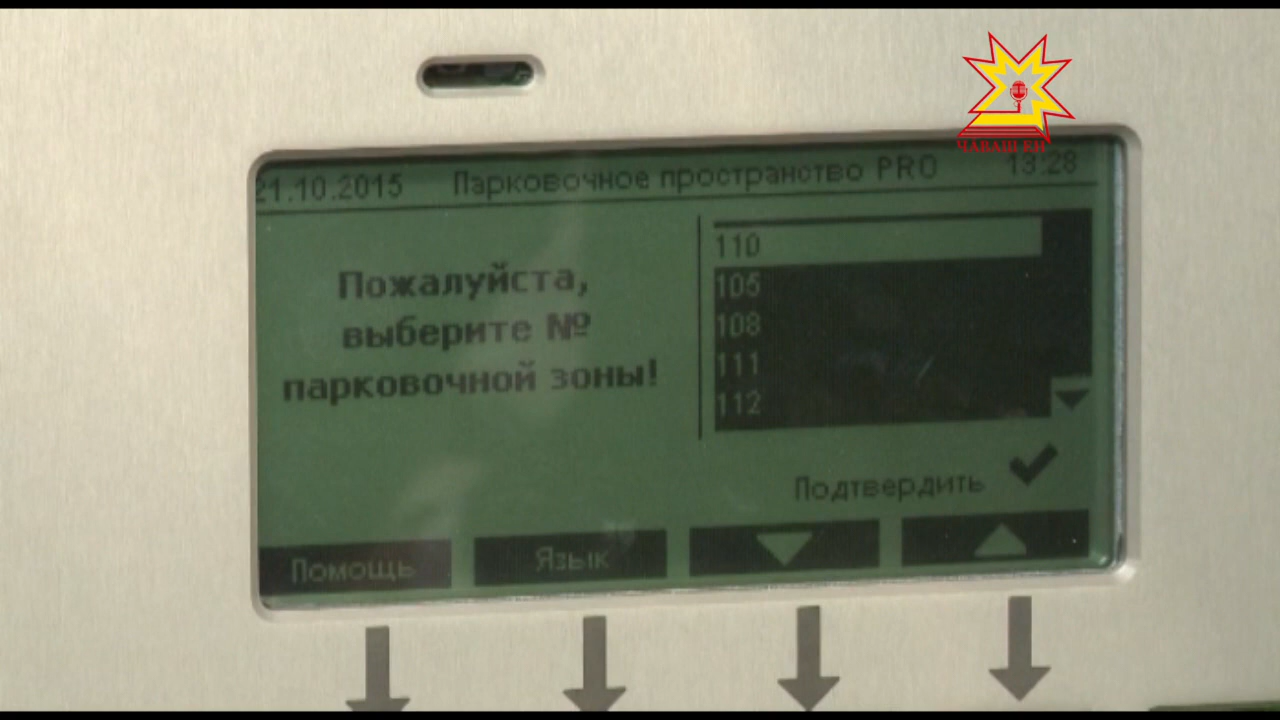 ЧĂВАШ ЕН
21.10.2015 Парковочное пространство PRO 13:28
Пожалуйста,
выберите №
парковочной зоны!
110
105
108
111
112
Подтвердить
Помощь Язык